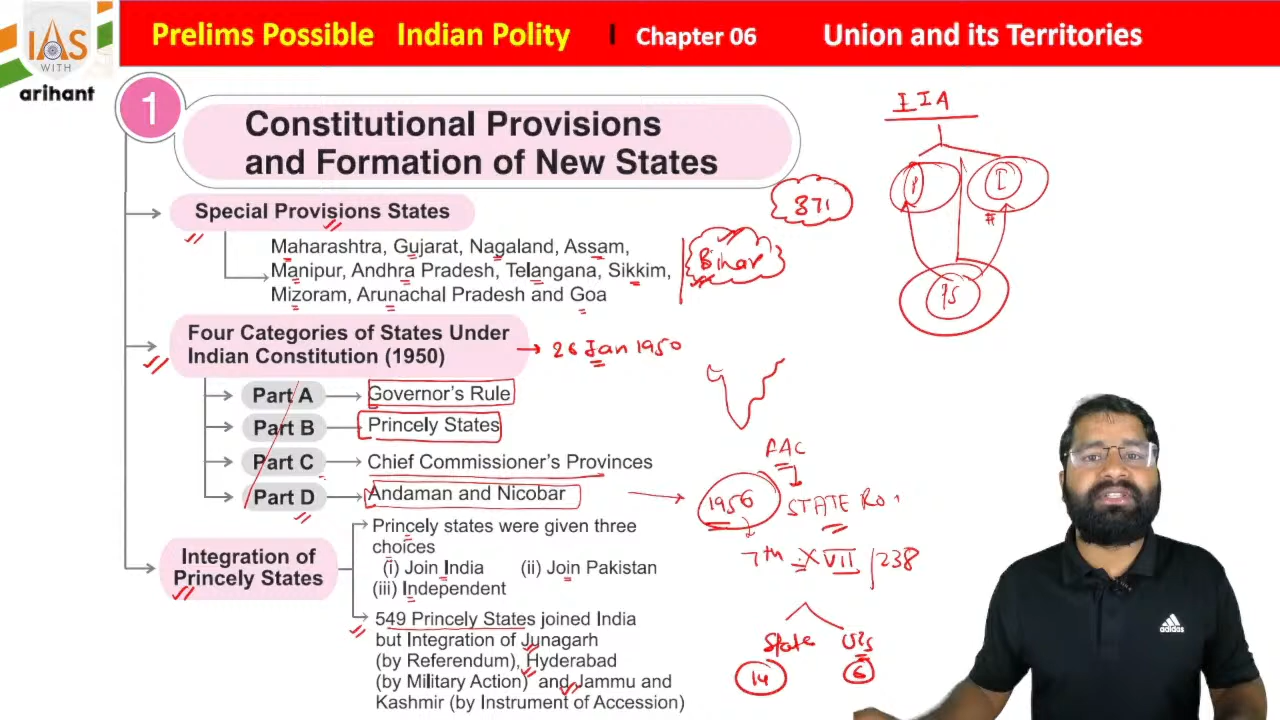 IAS
WITH
arihant
Prelims Possible Indian Polity | Chapter 06 Union and its Territories
1
Constitutional Provisions
and Formation of New States
Special Provisions States
Maharashtra, Gujarat, Nagaland, Assam,
Manipur, Andhra Pradesh, Telangana, Sikkim,
Mizoram, Arunachal Pradesh and Goa
Bihar
371
IIA
P
I
#
PS
Four Categories of States Under
Indian Constitution (1950)
26 Jan 1950
Part A
Governor's Rule
Part B
Princely States
Part C
Chief Commissioner's Provinces
Part D
Andaman and Nicobar
1956
STATE
7th XVII / 238
State UTs
14 6
Integration of
Princely States
Princely states were given three
choices
(i) Join India (ii) Join Pakistan
(iii) Independent
549 Princely States joined India
but Integration of Junagarh
(by Referendum), Hyderabad
(by Military Action) and Jammu and
Kashmir (by Instrument of Accession)
adidas